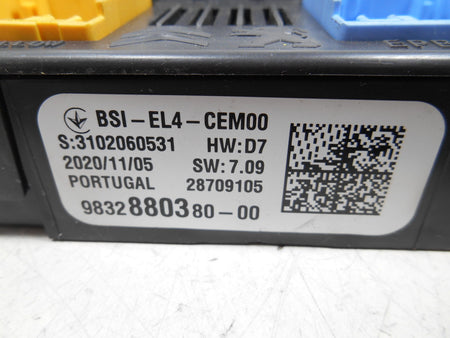 BSI-EL4-CEM00
S:3102060531 HW:D7
2020/11/05 SW:7.09
PORTUGAL 28709105
9832880380-00